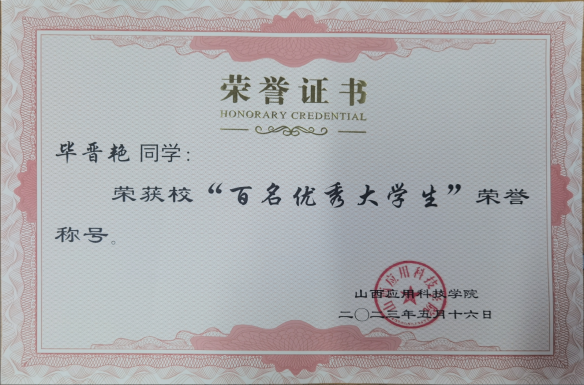 荣誉证书
HONORARY CREDENTIAL
毕晋艳 同学：
荣获校“百名优秀大学生”荣誉
称号。
山西应用科技学院
二〇二三年五月十六日